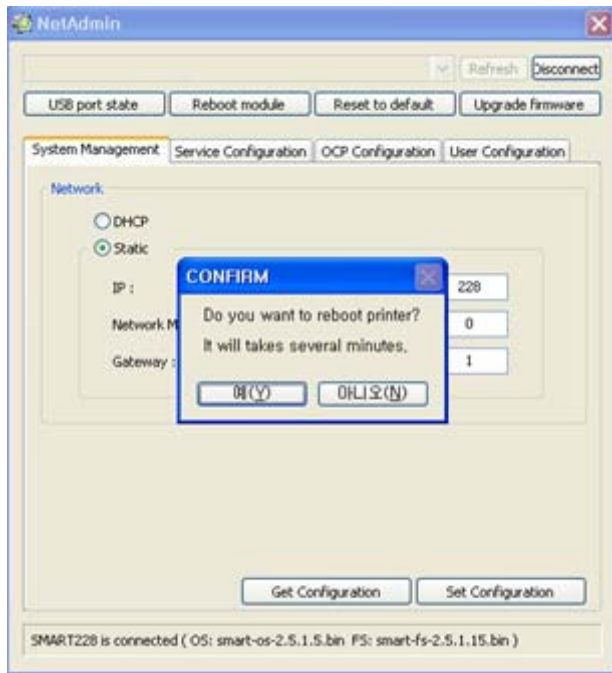 NetAdmin
Refresh Disconnect
USB port state Reboot module Reset to default Upgrade firmware
System Management Service Configuration OCP Configuration User Configuration
Network
DHCP
Static
CONFIRM
IP : 228
Do you want to reboot printer?
Network M 0
It will takes several minutes.
Gateway : 1
예(Y) 아니오(N)
Get Configuration Set Configuration
SMART228 is connected ( OS: smart-os-2.5.1.5.bin FS: smart-fs-2.5.1.15.bin )